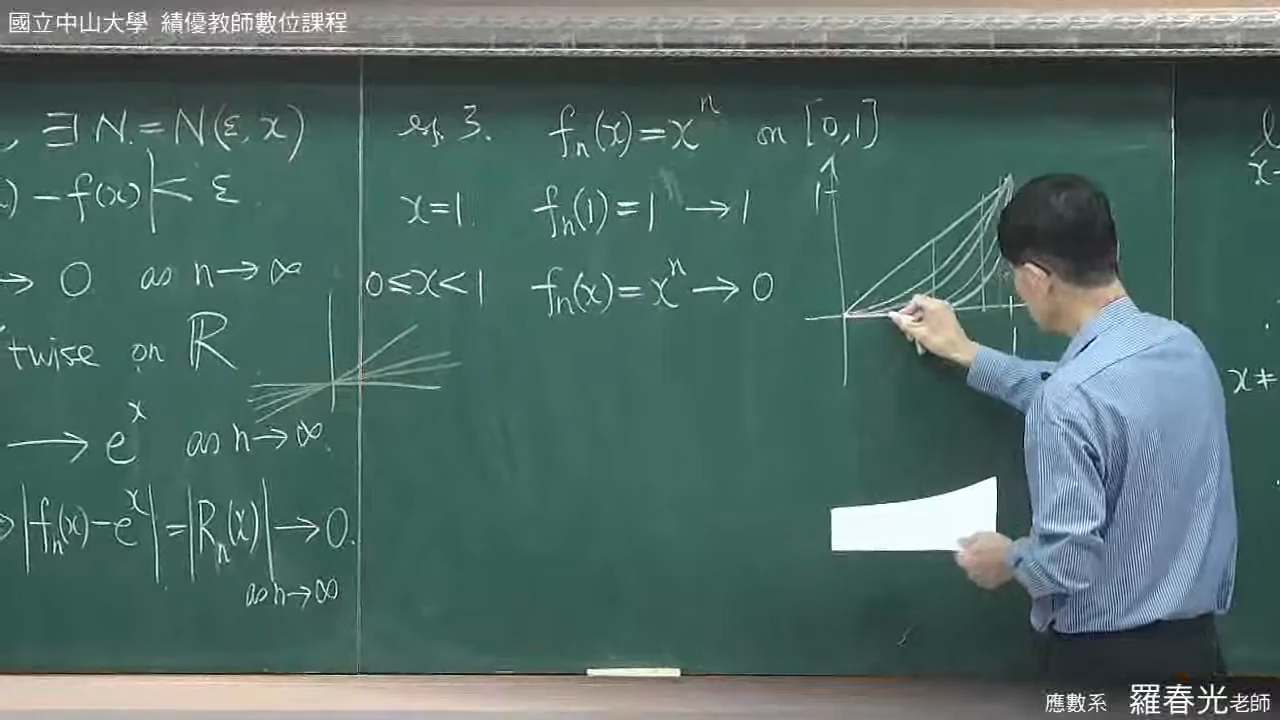 國立中山大學 績優教師數位課程
, ∃ N = N(ε, x)
) − f(x)| < ε
→ 0 as n → ∞
twise on ℝ
→ e^x as n → ∞.
|f_n(x) − e^x| = |R_n(x)| → 0.
as n → ∞
eg. 3. f_n(x) = x^n on [0,1]
x = 1. f_n(1) = 1^n → 1
0 ≤ x < 1 f_n(x) = x^n → 0
1
x→
x ≠
應數系 羅春光老師